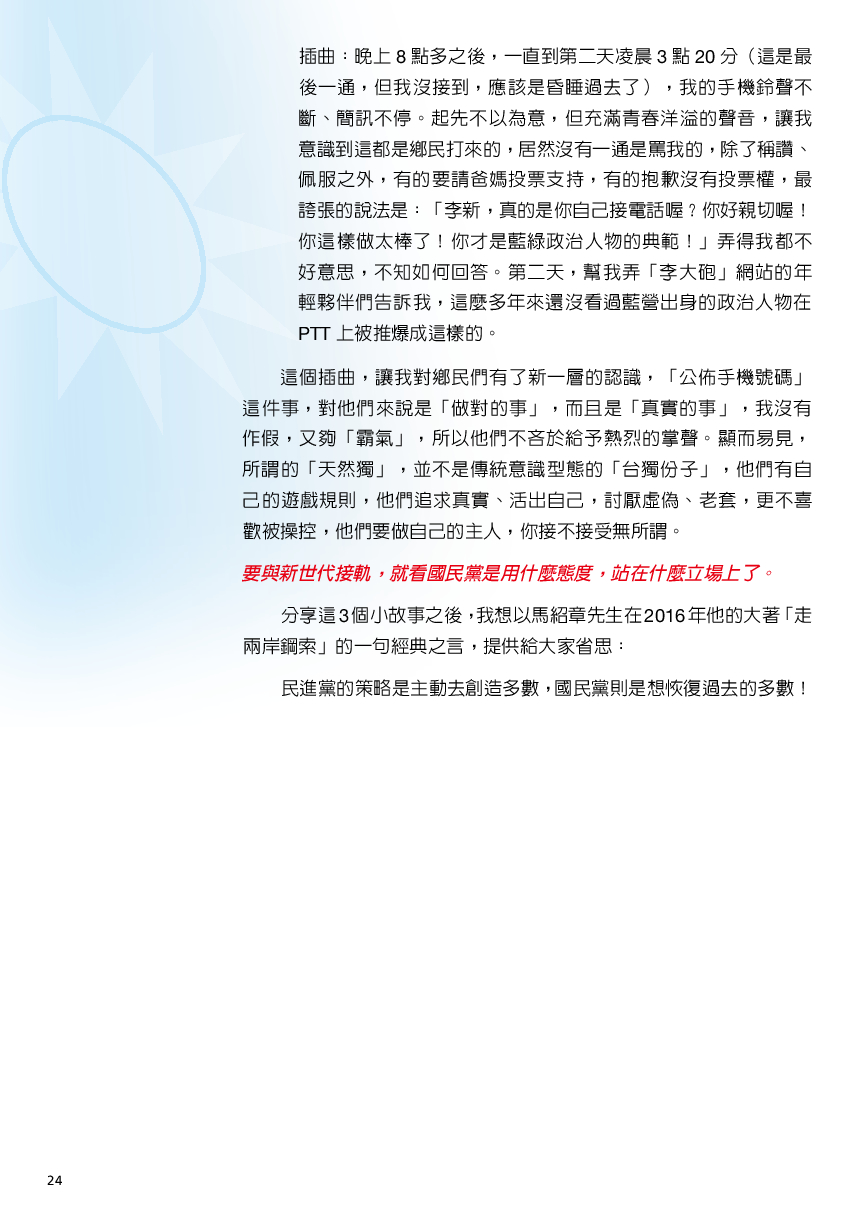 插曲：晚上 8 點多之後，一直到第二天凌晨 3 點 20 分（這是最
後一通，但我沒接到，應該是昏睡過去了），我的手機鈴聲不
斷、簡訊不停。起先不以為意，但充滿青春洋溢的聲音，讓我
意識到這都是鄉民打來的，居然沒有一通是罵我的，除了稱讚、
佩服之外，有的要請爸媽投票支持，有的抱歉沒有投票權，最
誇張的說法是：「李新，真的是你自己接電話喔？你好親切喔！
你這樣做太棒了！你才是藍綠政治人物的典範！」弄得我都不
好意思，不知如何回答。第二天，幫我弄「李大砲」網站的年
輕夥伴們告訴我，這麼多年來還沒看過藍營出身的政治人物在
PTT 上被推爆成這樣的。
這個插曲，讓我對鄉民們有了新一層的認識，「公佈手機號碼」
這件事，對他們來說是「做對的事」，而且是「真實的事」，我沒有
作假，又夠「霸氣」，所以他們不吝於給予熱烈的掌聲。顯而易見，
所謂的「天然獨」，並不是傳統意識型態的「台獨份子」，他們有自
己的遊戲規則，他們追求真實、活出自己，討厭虛偽、老套，更不喜
歡被操控，他們要做自己的主人，你接不接受無所謂。
要與新世代接軌，就看國民黨是用什麼態度，站在什麼立場上了。
分享這3個小故事之後，我想以馬紹章先生在2016年他的大著「走
兩岸鋼索」的一句經典之言，提供給大家省思：
民進黨的策略是主動去創造多數，國民黨則是想恢復過去的多數！
24